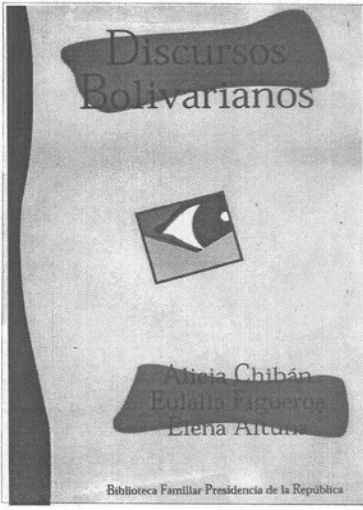 Discursos
Bolivarianos
Alicia Chibán
Eulalia Figueroa
Elena Altuna
Biblioteca Familiar Presidencia de la República